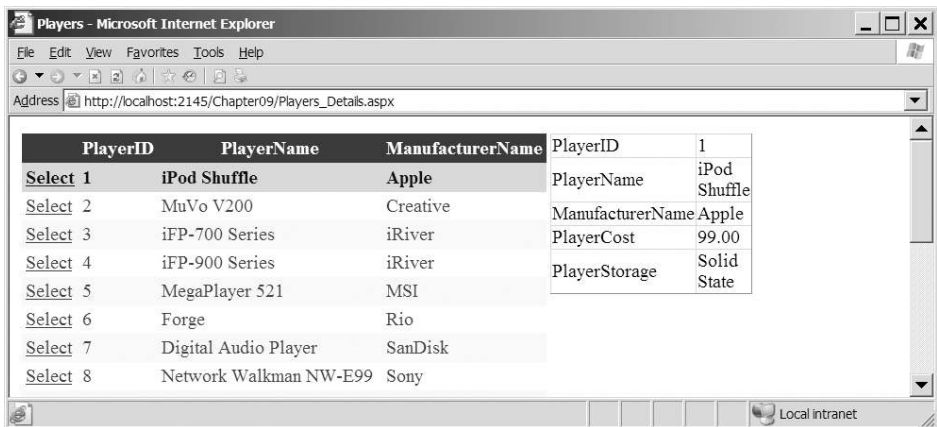 Players - Microsoft Internet Explorer
File Edit View Favorites Tools Help
Address http://localhost:2145/Chapter09/Players_Details.aspx
PlayerID PlayerName ManufacturerName
Select 1 iPod Shuffle Apple
Select 2 MuVo V200 Creative
Select 3 iFP-700 Series iRiver
Select 4 iFP-900 Series iRiver
Select 5 MegaPlayer 521 MSI
Select 6 Forge Rio
Select 7 Digital Audio Player SanDisk
Select 8 Network Walkman NW-E99 Sony
PlayerID 1
PlayerName iPod
Shuffle
ManufacturerName Apple
PlayerCost 99.00
PlayerStorage Solid
State
Local intranet